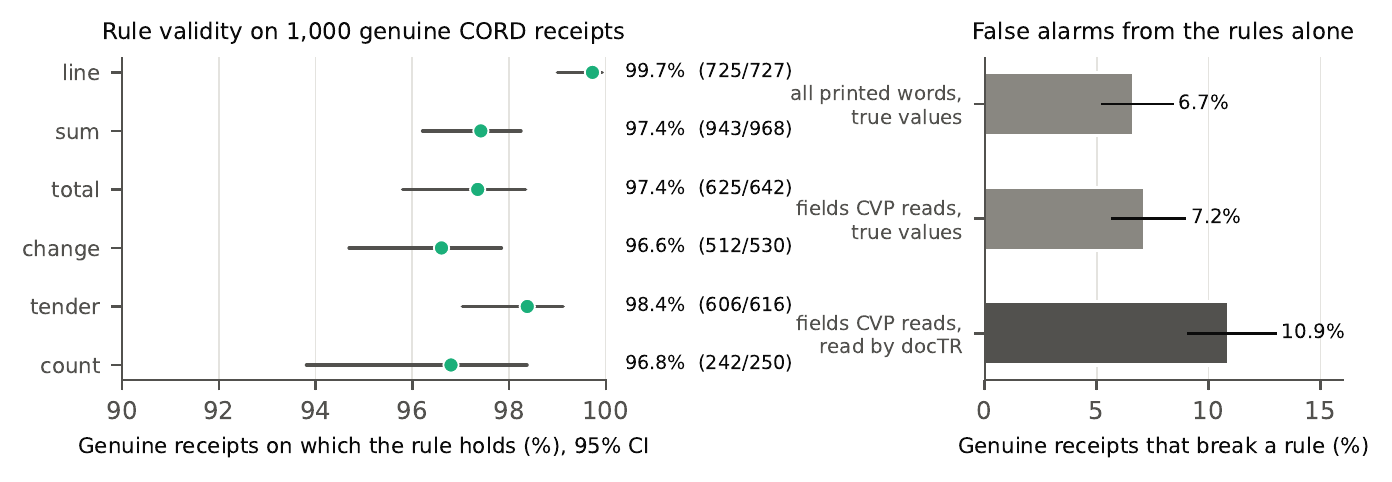 Rule validity on 1,000 genuine CORD receipts
line
99.7% (725/727)
sum
97.4% (943/968)
total
97.4% (625/642)
change
96.6% (512/530)
tender
98.4% (606/616)
count
96.8% (242/250)
90 92 94 96 98 100
Genuine receipts on which the rule holds (%), 95% CI
False alarms from the rules alone
all printed words,
true values
6.7%
fields CVP reads,
true values
7.2%
fields CVP reads,
read by docTR
10.9%
0 5 10 15
Genuine receipts that break a rule (%)